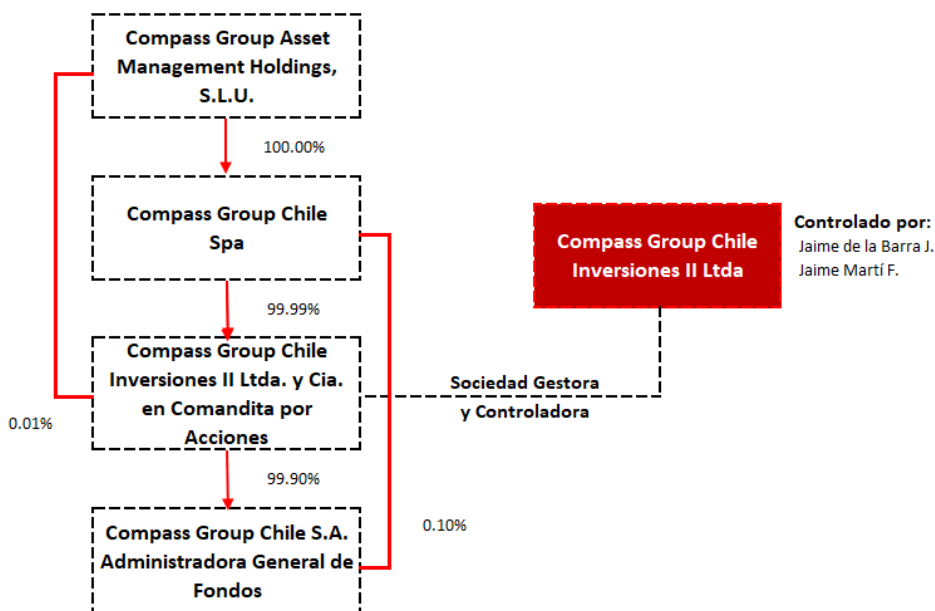 Compass Group Asset
Management Holdings,
S.L.U.
100.00%
Compass Group Chile
Spa
99.99%
Compass Group Chile
Inversiones II Ltda. y Cia.
en Comandita por
Acciones
0.01%
99.90%
Compass Group Chile S.A.
Administradora General de
Fondos
0.10%
Sociedad Gestora
y Controladora
Compass Group Chile
Inversiones II Ltda
Controlado por:
Jaime de la Barra J.
Jaime Martí F.